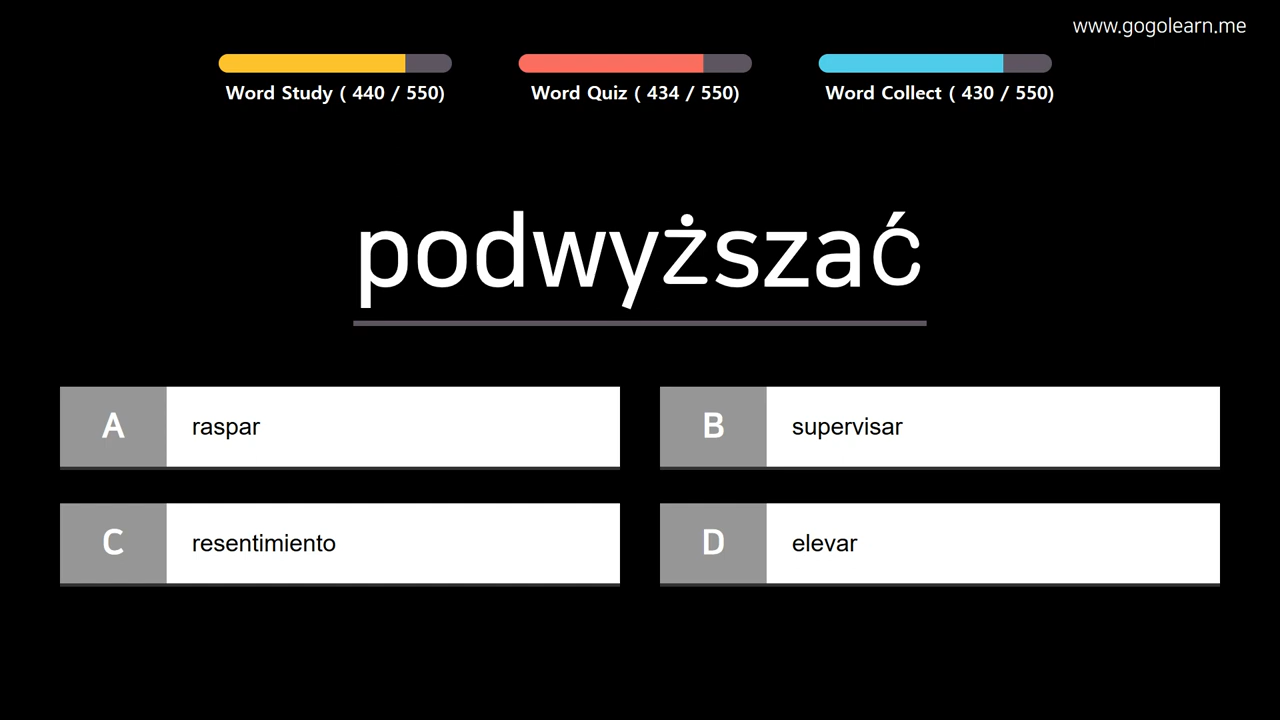 www.gogolearn.me
Word Study ( 440 / 550)
Word Quiz ( 434 / 550)
Word Collect ( 430 / 550)
podwyższać
A raspar
B supervisar
C resentimiento
D elevar